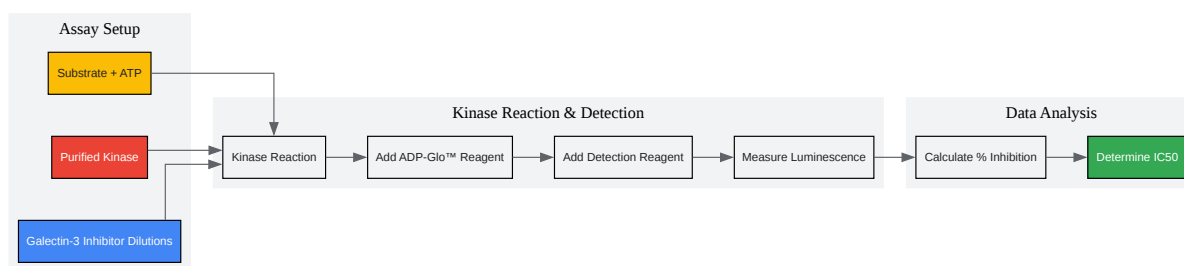 Assay Setup
Substrate + ATP
Purified Kinase
Galectin-3 Inhibitor Dilutions
Kinase Reaction & Detection
Kinase Reaction
Add ADP-Glo™ Reagent
Add Detection Reagent
Measure Luminescence
Data Analysis
Calculate % Inhibition
Determine IC50